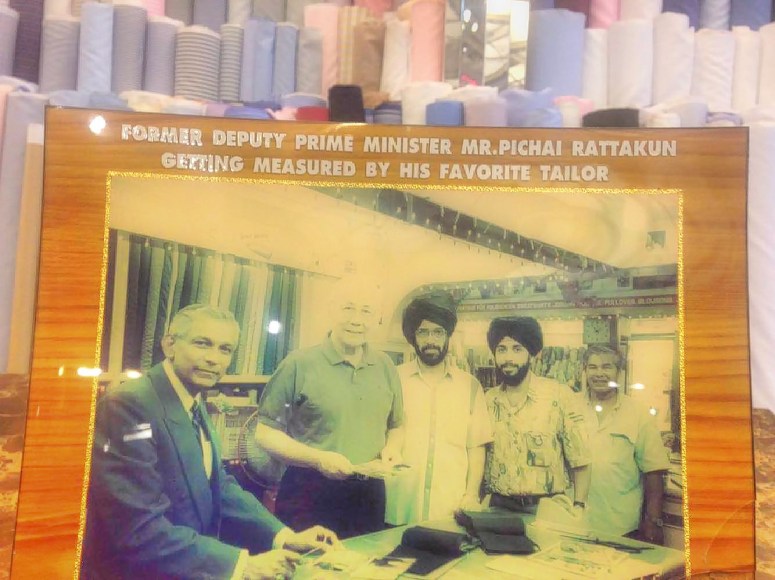 FORMER DEPUTY PRIME MINISTER MR.PICHAI RATTAKUN
GETTING MEASURED BY HIS FAVORITE TAILOR